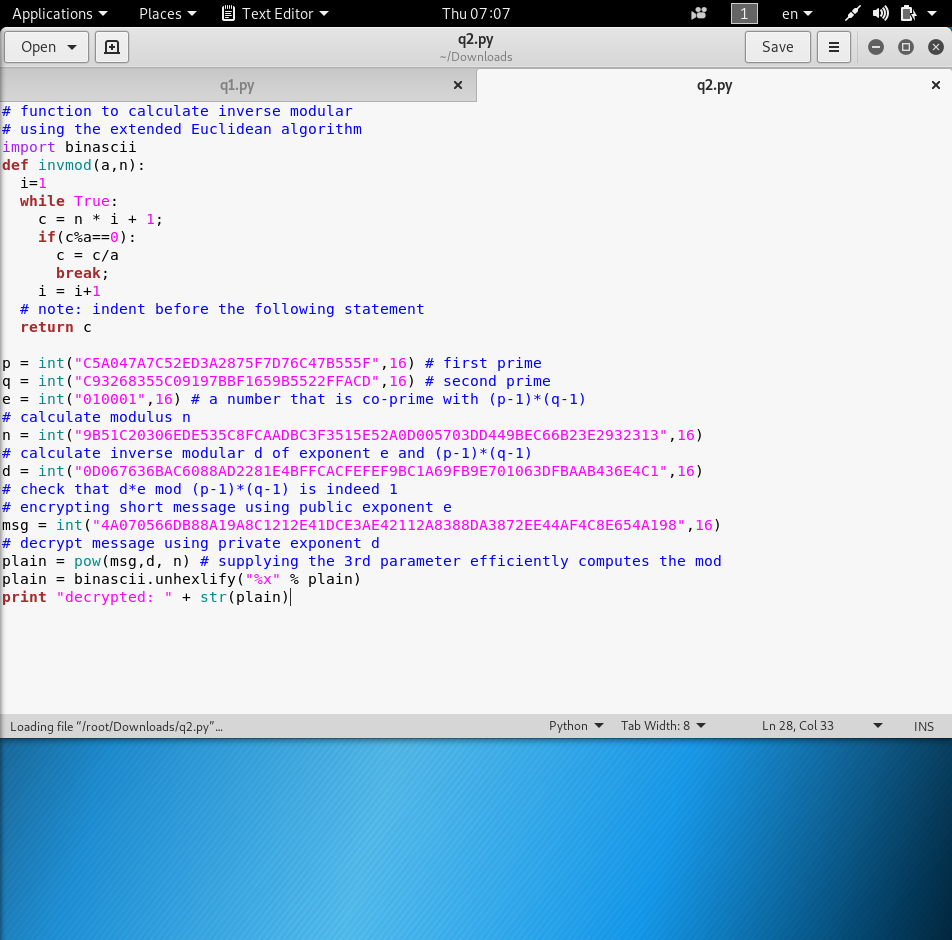 Applications Places Text Editor Thu 07:07 1 en
Open q2.py Save
~/Downloads
q1.py q2.py
# function to calculate inverse modular
# using the extended Euclidean algorithm
import binascii
def invmod(a,n):
  i=1
  while True:
    c = n * i + 1;
    if(c%a==0):
      c = c/a
      break;
    i = i+1
  # note: indent before the following statement
  return c

p = int("C5A047A7C52ED3A2875F7D76C47B555F",16) # first prime
q = int("C93268355C09197BBF1659B5522FFACD",16) # second prime
e = int("010001",16) # a number that is co-prime with (p-1)*(q-1)
# calculate modulus n
n = int("9B51C20306EDE535C8FCAADBC3F3515E52A0D005703DD449BEC66B23E2932313",16)
# calculate inverse modular d of exponent e and (p-1)*(q-1)
d = int("0D067636BAC6088AD2281E4BFFCACFEFEF9BC1A69FB9E701063DFBAAB436E4C1",16)
# check that d*e mod (p-1)*(q-1) is indeed 1
# encrypting short message using public exponent e
msg = int("4A070566DB88A19A8C1212E41DCE3AE42112A8388DA3872EE44AF4C8E654A198",16)
# decrypt message using private exponent d
plain = pow(msg,d, n) # supplying the 3rd parameter efficiently computes the mod
plain = binascii.unhexlify("%x" % plain)
print "decrypted: " + str(plain)
Loading file “/root/Downloads/q2.py”… Python Tab Width: 8 Ln 28, Col 33 INS